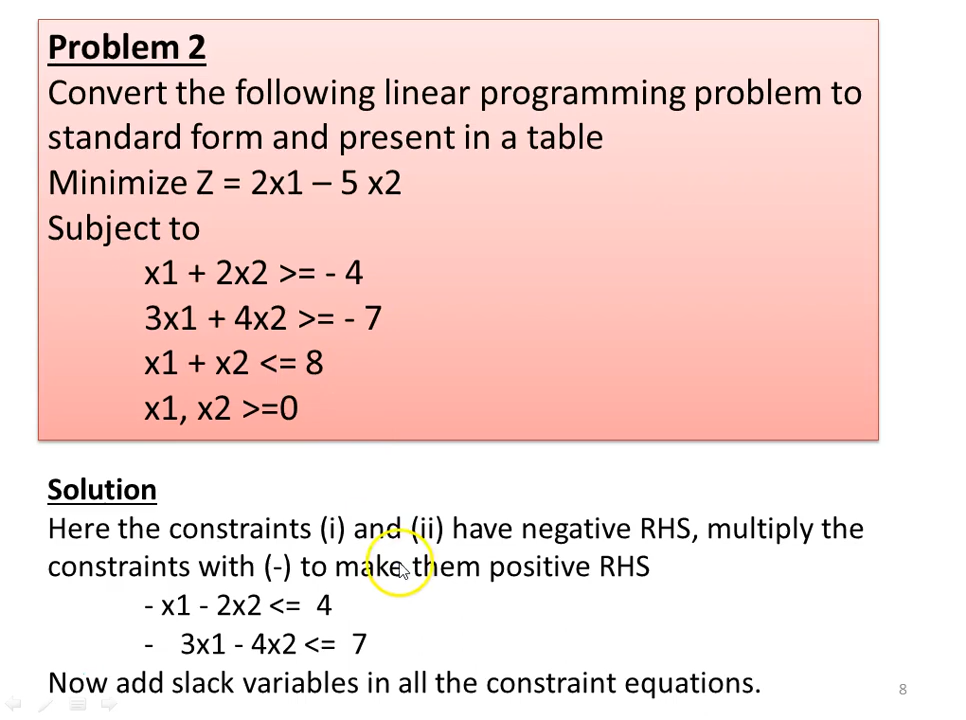 Problem 2
Convert the following linear programming problem to
standard form and present in a table
Minimize Z = 2x1 – 5 x2
Subject to
x1 + 2x2 >= - 4
3x1 + 4x2 >= - 7
x1 + x2 <= 8
x1, x2 >=0
Solution
Here the constraints (i) and (ii) have negative RHS, multiply the
constraints with (-) to make them positive RHS
- x1 - 2x2 <= 4
- 3x1 - 4x2 <= 7
Now add slack variables in all the constraint equations.
8